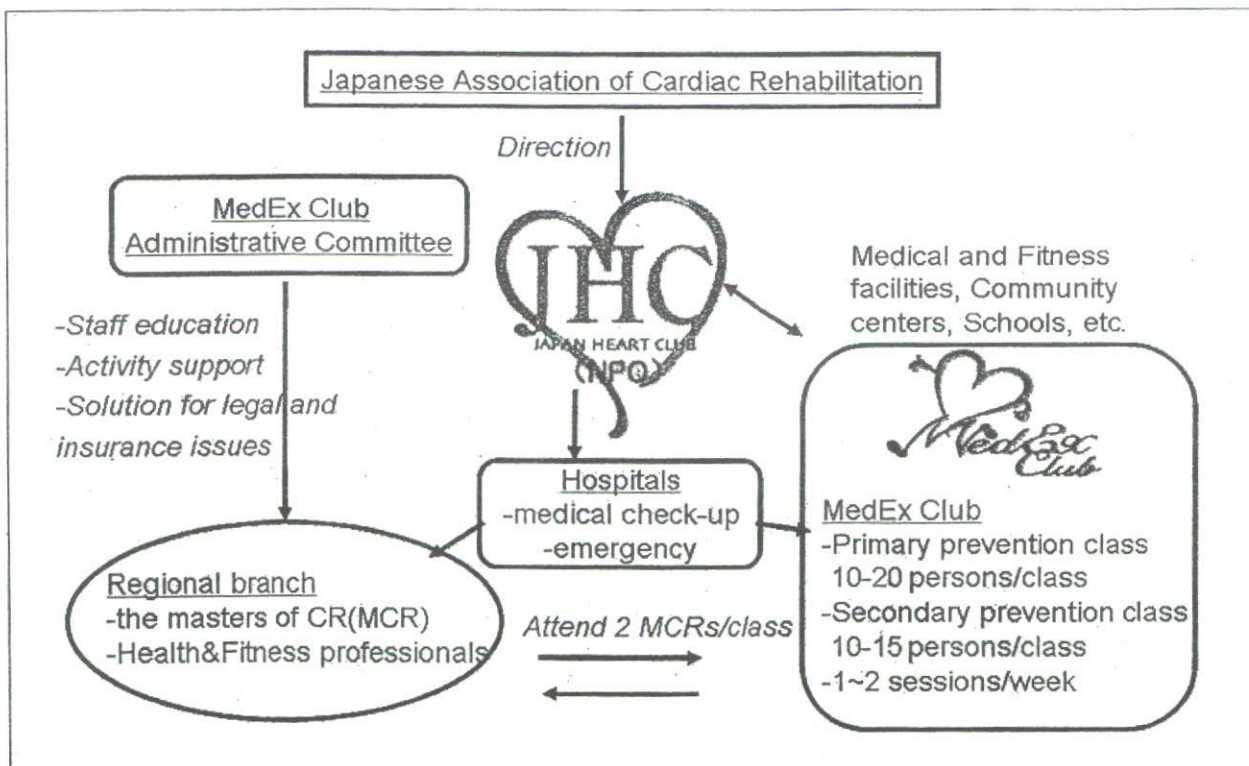 Japanese Association of Cardiac Rehabilitation
Direction
MedEx Club
Administrative Committee
JHC
JAPAN HEART CLUB
(NPO)
Medical and Fitness
facilities, Community
centers, Schools, etc.
-Staff education
-Activity support
-Solution for legal and
insurance issues
Hospitals
-medical check-up
-emergency
MedEx
Club
MedEx Club
-Primary prevention class
10-20 persons/class
-Secondary prevention class
10-15 persons/class
-1~2 sessions/week
Regional branch
-the masters of CR(MCR)
-Health&Fitness professionals
Attend 2 MCRs/class